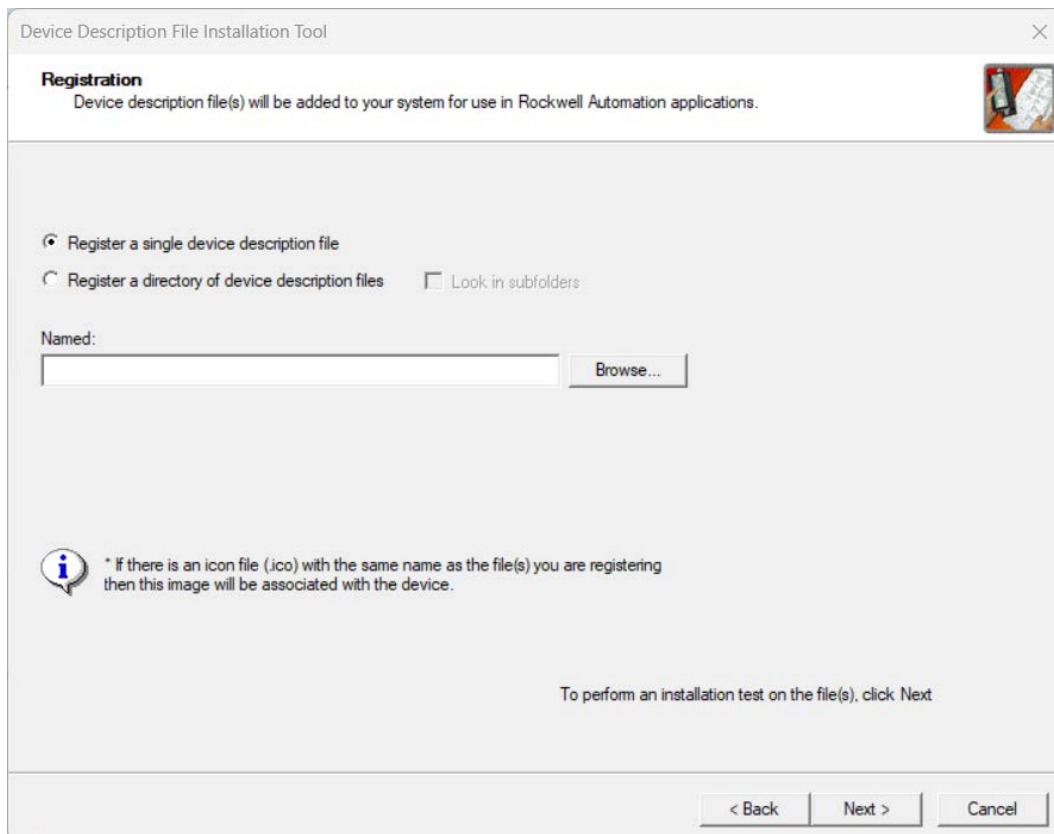 Device Description File Installation Tool
Registration
Device description file(s) will be added to your system for use in Rockwell Automation applications.
Register a single device description file
Register a directory of device description files Look in subfolders
Named:
Browse...
* If there is an icon file (.ico) with the same name as the file(s) you are registering
then this image will be associated with the device.
To perform an installation test on the file(s), click Next
< Back Next > Cancel